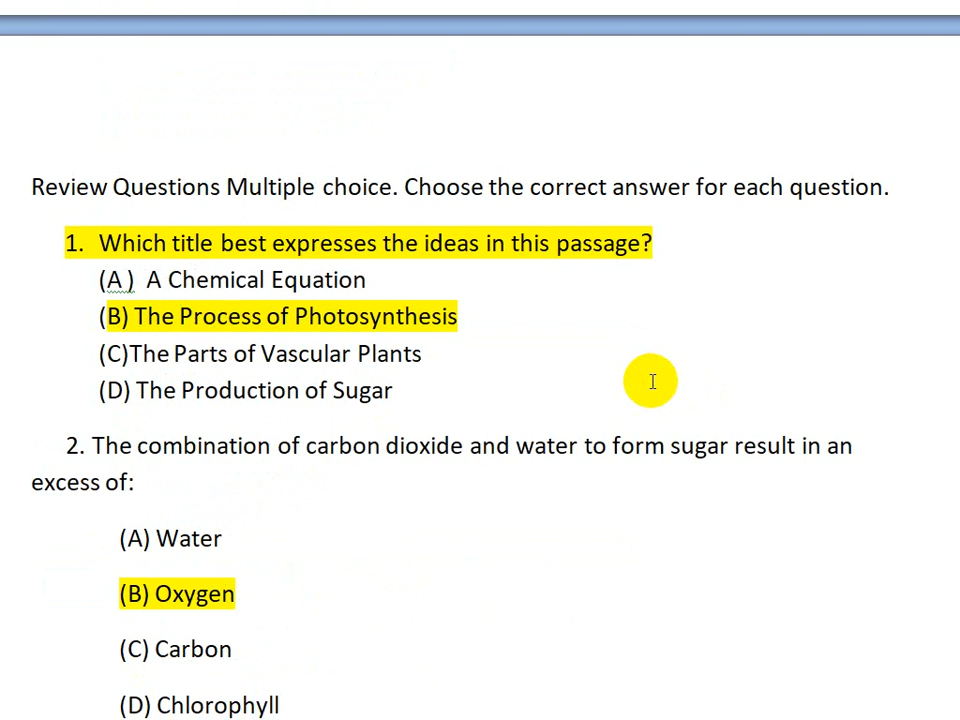 Review Questions Multiple choice. Choose the correct answer for each question.
1. Which title best expresses the ideas in this passage?
(A ) A Chemical Equation
(B) The Process of Photosynthesis
(C)The Parts of Vascular Plants
(D) The Production of Sugar
2. The combination of carbon dioxide and water to form sugar result in an
excess of:
(A) Water
(B) Oxygen
(C) Carbon
(D) Chlorophyll